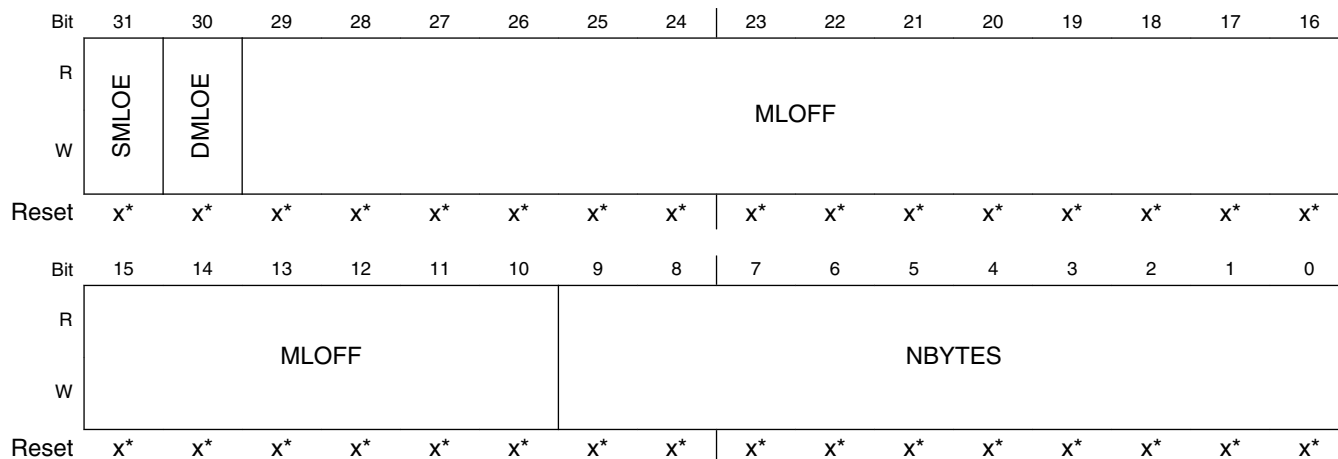 Bit 31 30 29 28 27 26 25 24 23 22 21 20 19 18 17 16
R
SMLOE DMLOE MLOFF
W
Reset x* x* x* x* x* x* x* x* x* x* x* x* x* x* x* x*
Bit 15 14 13 12 11 10 9 8 7 6 5 4 3 2 1 0
R
MLOFF NBYTES
W
Reset x* x* x* x* x* x* x* x* x* x* x* x* x* x* x* x*